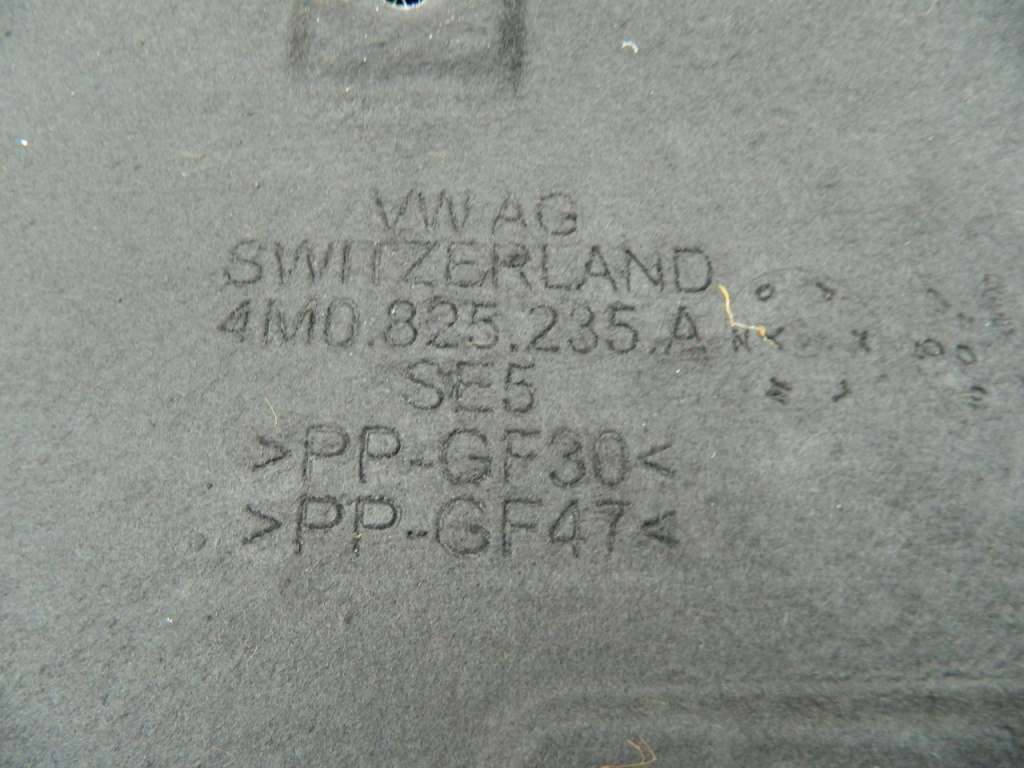 VW AG
SWITZERLAND
4M0.825.235.A
SE5
>PP-GF30<
>PP-GF47<